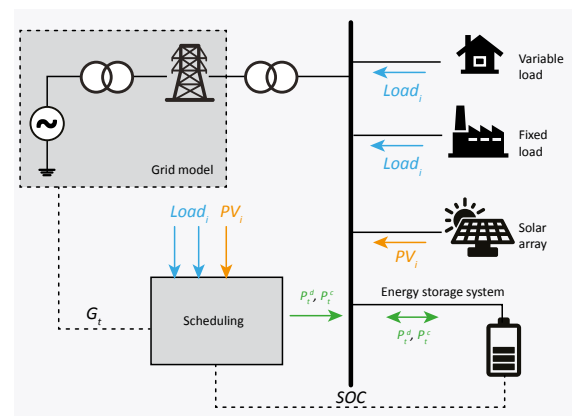 Variable
load
Load_i
Grid model
Fixed
load
Load_i
Load_i
PV_i
Solar
array
PV_i
Scheduling
P_t^d, P_t^c
Energy storage system
P_t^d, P_t^c
G_t
SOC